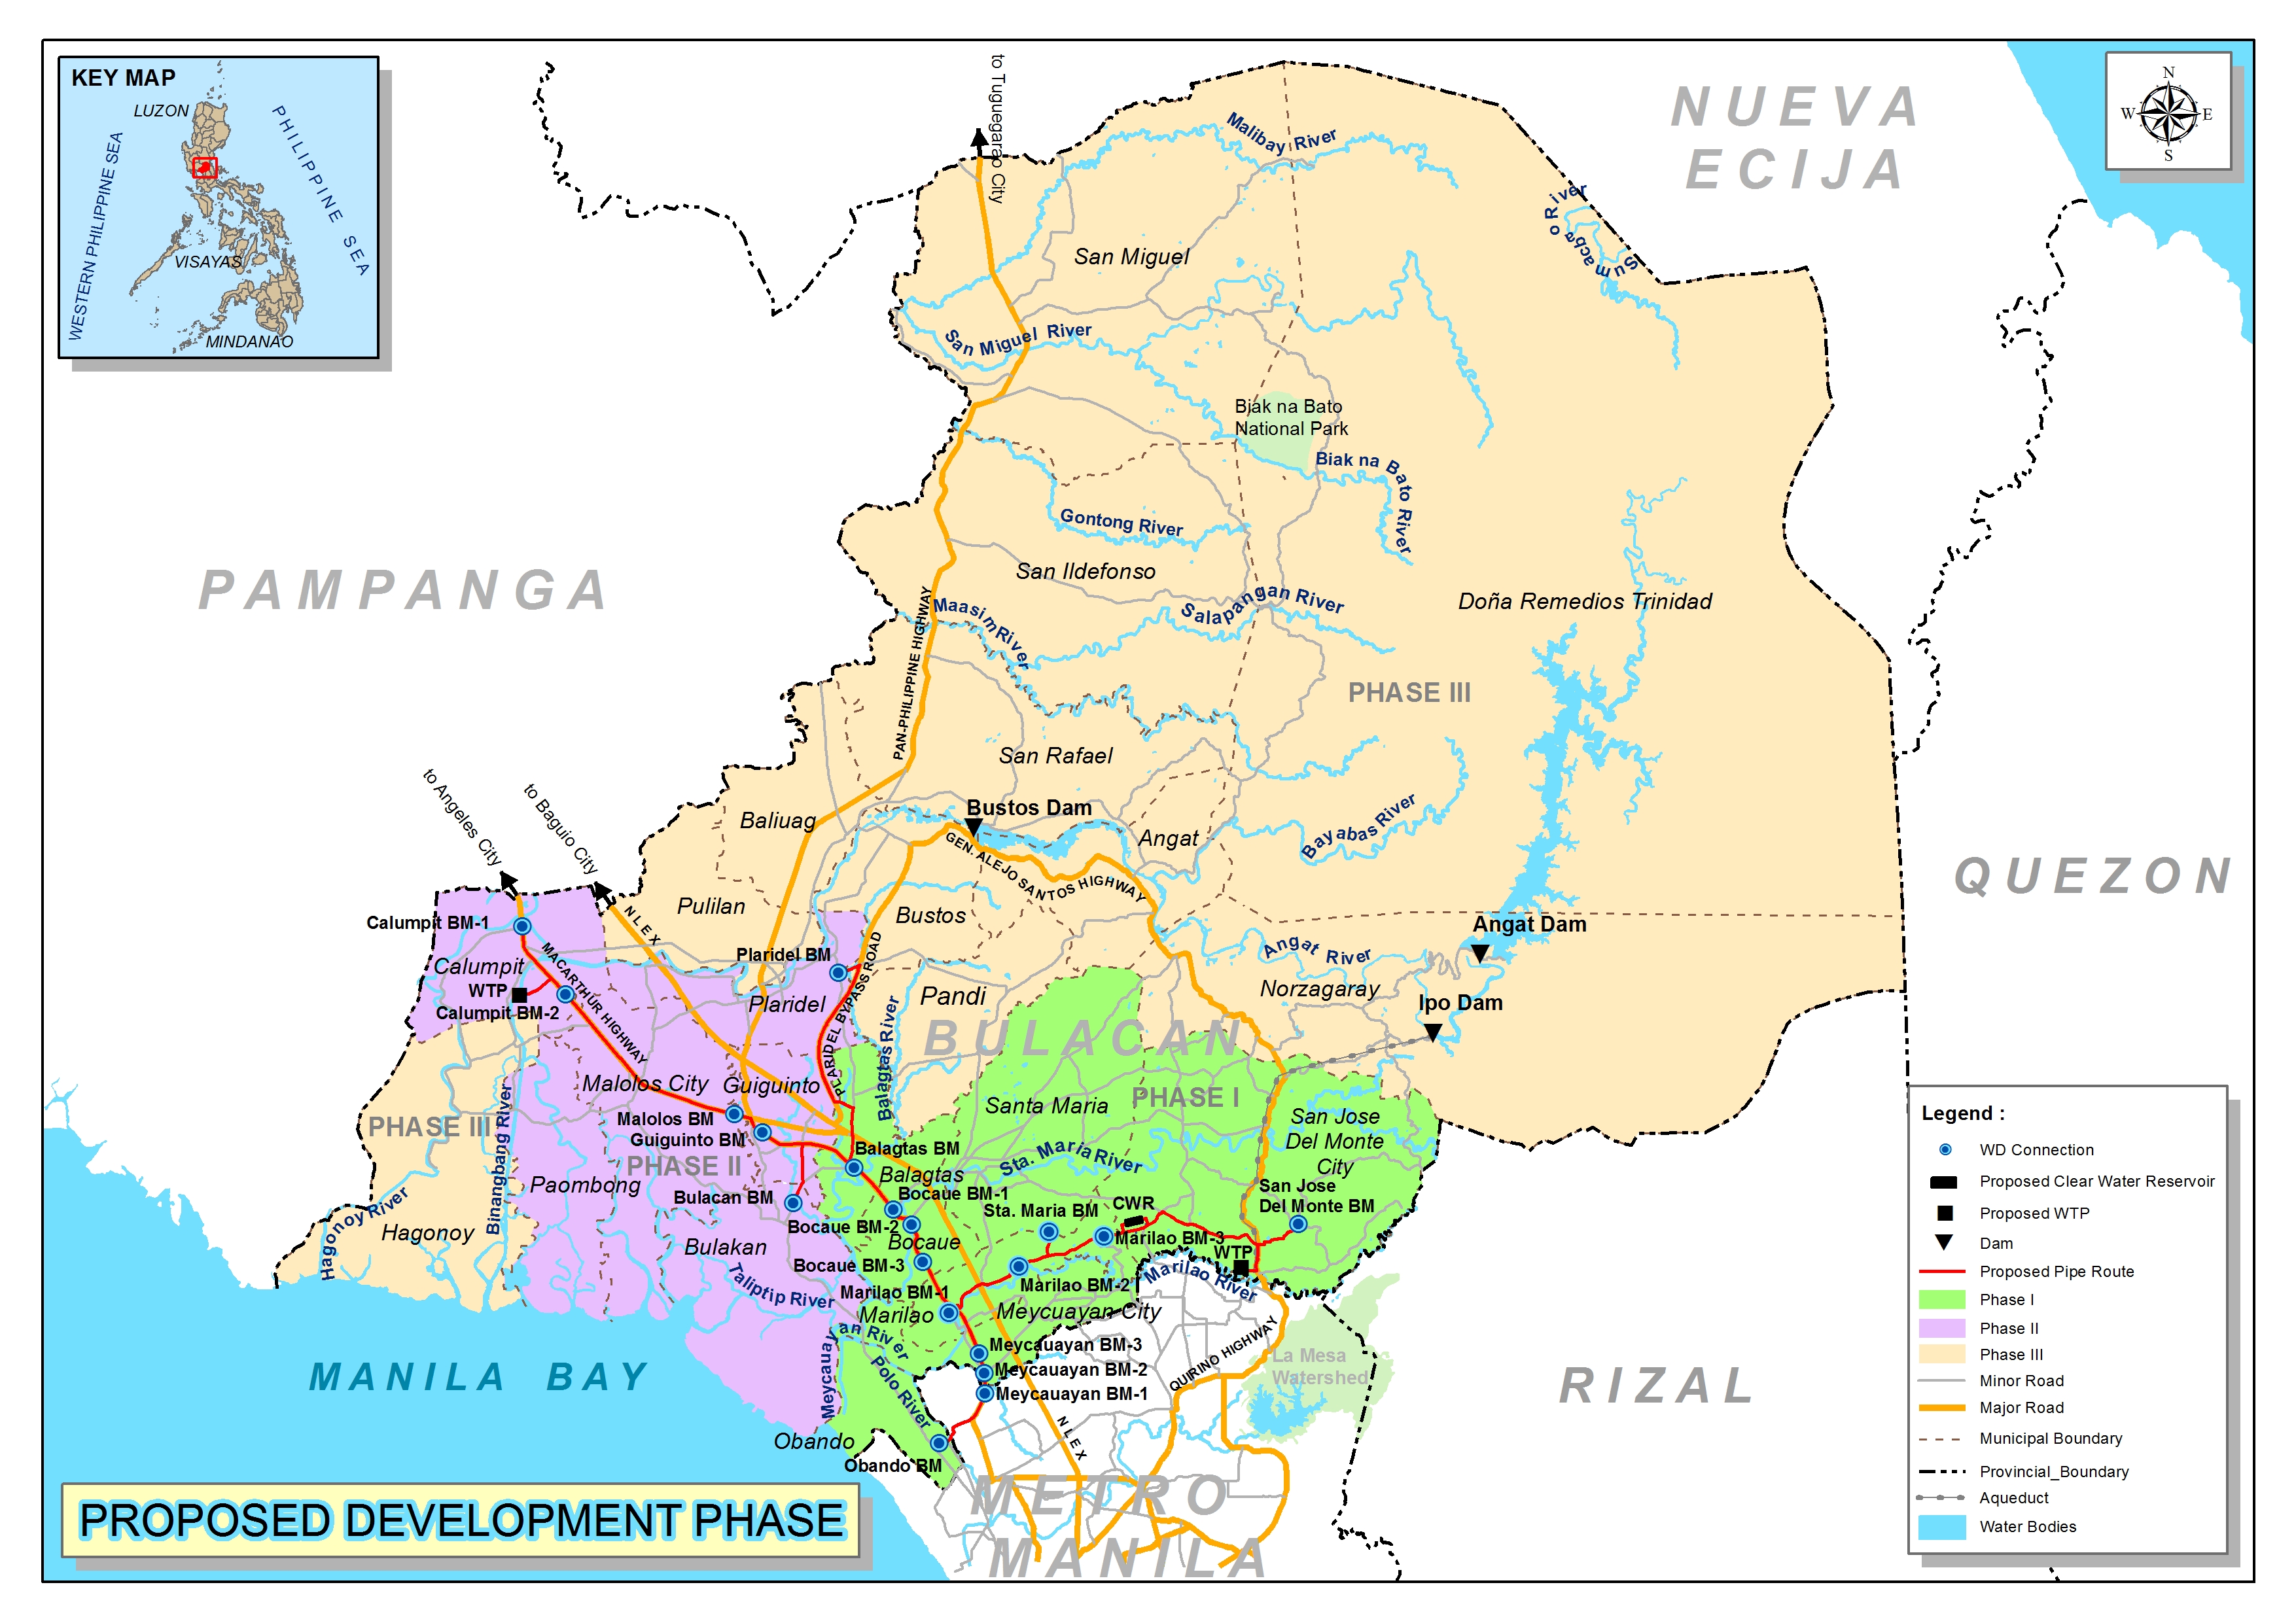 KEY MAP
LUZON
PHILIPPINE SEA
WESTERN PHILIPPINE SEA
VISAYAS
MINDANAO
to Tuguegarao City
NUEVA
ECIJA
N
W
E
S
Malibay River
Sumacbao River
San Miguel
San Miguel River
Biak na Bato
National Park
Biak na Bato River
Gontong River
PAMPANGA
San Ildefonso
Doña Remedios Trinidad
Salapangan River
Maasim River
PAN-PHILIPPINE HIGHWAY
PHASE III
San Rafael
to Angeles City
to Baguio City
Baliuag
Bustos Dam
Angat
Bayabas River
GEN. ALEJO SANTOS HIGHWAY
QUEZON
Pulilan
Bustos
NLEX
Calumpit BM-1
Angat Dam
Angat River
MACARTHUR HIGHWAY
Plaridel BM
Calumpit
WTP
Calumpit BM-2
Plaridel
PLARIDEL BYPASS ROAD
Pandi
Norzagaray
Ipo Dam
BULACAN
Balagtas River
Malolos City
Guiguinto
PHASE I
Santa Maria
San Jose
Del Monte
City
PHASE III
Malolos BM
Guiguinto BM
Binangbang River
PHASE II
Balagtas BM
Balagtas
Sta. Maria River
Paombong
Bulacan BM
Bocaue BM-1
San Jose
Del Monte BM
Sta. Maria BM
CWR
Bocaue BM-2
Hagonoy River
Hagonoy
Bulakan
Bocaue
Marilao BM-3
WTP
Bocaue BM-3
Marilao River
Taliptip River
Marilao BM-1
Marilao BM-2
Marilao
Meycauayan City
Meycauayan River
Meycauayan BM-3
Meycauayan BM-2
Meycauayan BM-1
QUIRINO HIGHWAY
La Mesa
Watershed
MANILA BAY
Polo River
NLEX
RIZAL
Obando
Obando BM
METRO
MANILA
PROPOSED DEVELOPMENT PHASE
Legend :
WD Connection
Proposed Clear Water Reservoir
Proposed WTP
Dam
Proposed Pipe Route
Phase I
Phase II
Phase III
Minor Road
Major Road
Municipal Boundary
Provincial_Boundary
Aqueduct
Water Bodies